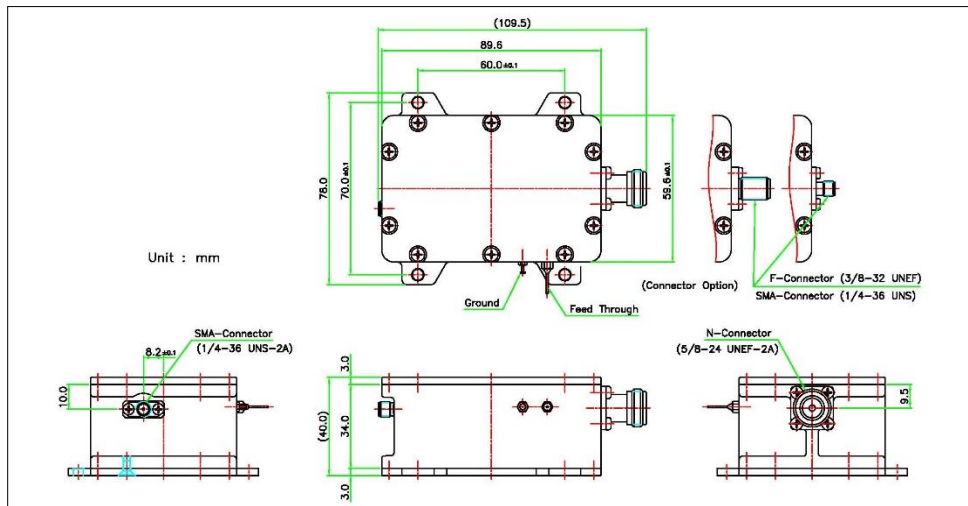 (109.5)
89.6
60.0±0.1
78.0
70.0±0.1
59.6±0.1
Unit : mm
Ground
Feed Through
(Connector Option)
F-Connector (3/8-32 UNEF)
SMA-Connector (1/4-36 UNS)
SMA-Connector
(1/4-36 UNS-2A)
8.2±0.1
10.0
3.0
(40.0)
34.0
3.0
N-Connector
(5/8-24 UNEF-2A)
9.5